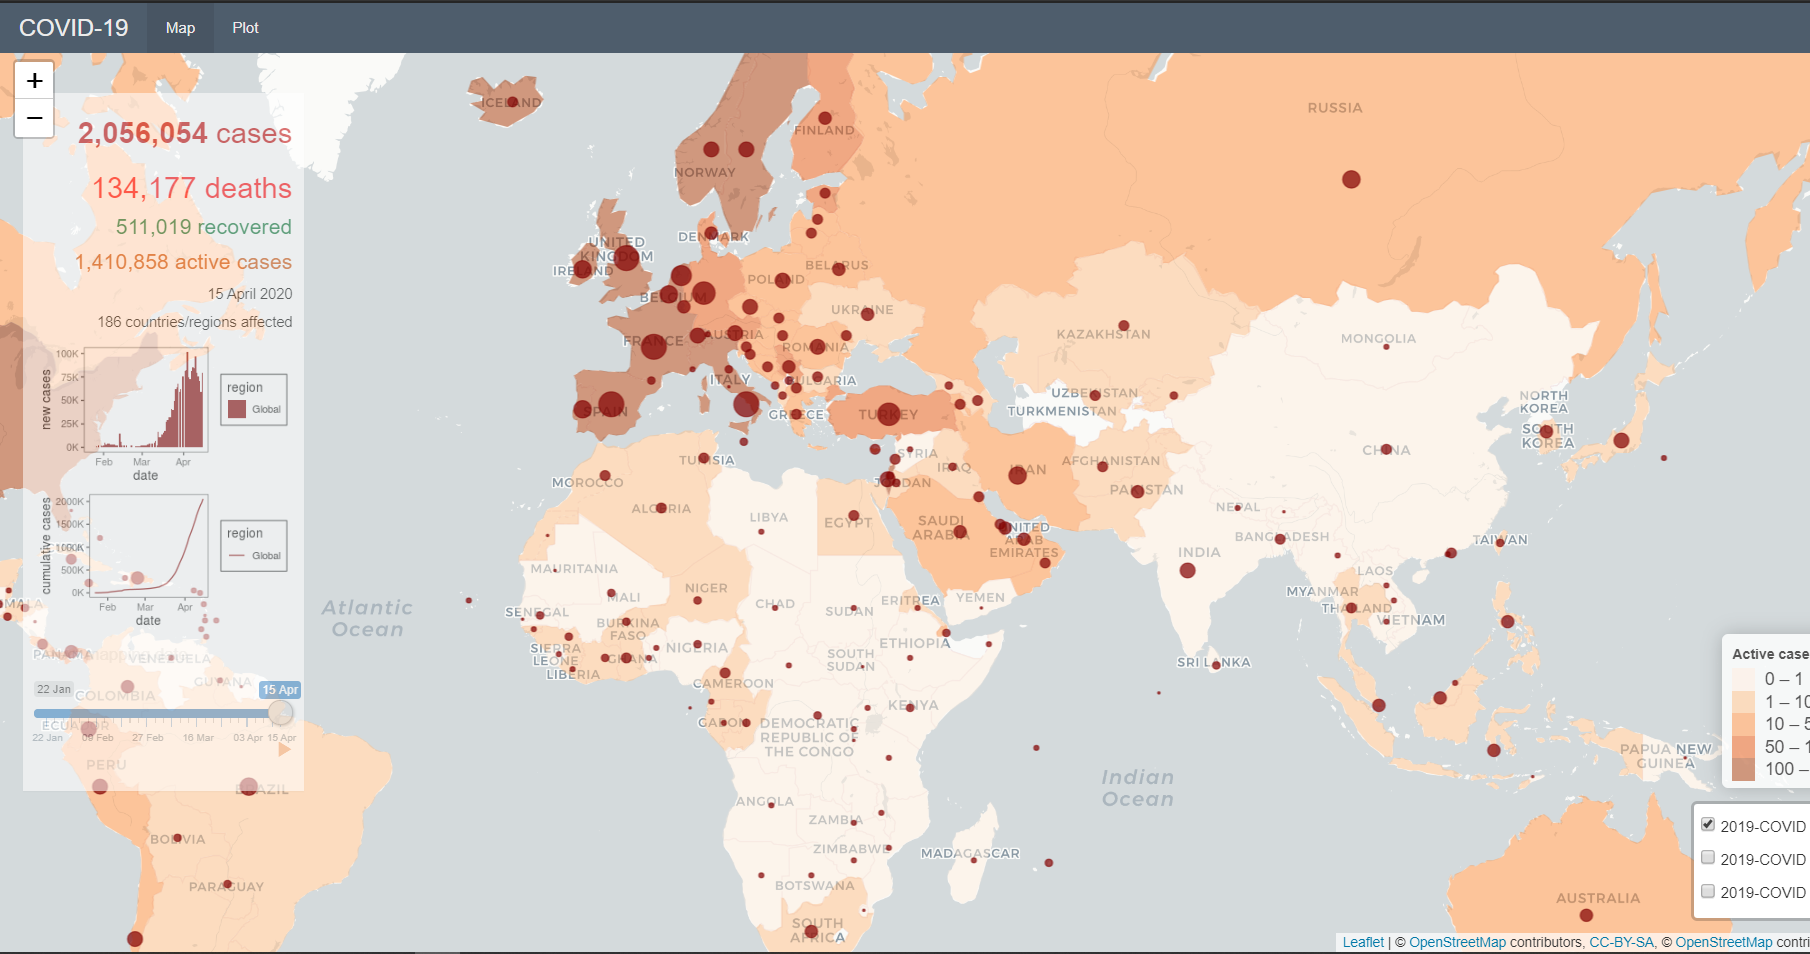 COVID-19 Map Plot
+
−
2,056,054 cases
134,177 deaths
511,019 recovered
1,410,858 active cases
15 April 2020
186 countries/regions affected
new cases
100K
75K
50K
25K
0K
Feb Mar Apr
date
region
Global
cumulative cases
2000K
1500K
1000K
500K
0K
Feb Mar Apr
date
region
Global
22 Jan
15 Apr
22 Jan 09 Feb 27 Feb 16 Mar 03 Apr 15 Apr
ICELAND
NORWAY
FINLAND
RUSSIA
UNITED
KINGDOM
IRELAND
DENMARK
BELARUS
POLAND
BELGIUM
UKRAINE
FRANCE
AUSTRIA
ROMANIA
KAZAKHSTAN
MONGOLIA
ITALY
BULGARIA
SPAIN
GREECE
TURKEY
UZBEKISTAN
TURKMENISTAN
NORTH
KOREA
SOUTH
KOREA
CHINA
TUNISIA
SYRIA
IRAQ
IRAN
AFGHANISTAN
MOROCCO
JORDAN
PAKISTAN
ALGERIA
LIBYA
EGYPT
SAUDI
ARABIA
UNITED
ARAB
EMIRATES
NEPAL
BANGLADESH
TAIWAN
INDIA
MAURITANIA
MALI
NIGER
CHAD
SUDAN
ERITREA
YEMEN
LAOS
MYANMAR
THAILAND
VIETNAM
Atlantic
Ocean
SENEGAL
BURKINA
FASO
SIERRA
LEONE
GHANA
NIGERIA
LIBERIA
ETHIOPIA
SOUTH
SUDAN
SRI LANKA
CAMEROON
GABON
KENYA
DEMOCRATIC
REPUBLIC OF
THE CONGO
PANAMA
VENEZUELA
GUYANA
COLOMBIA
ECUADOR
PERU
BRAZIL
BOLIVIA
PARAGUAY
ANGOLA
ZAMBIA
ZIMBABWE
MADAGASCAR
BOTSWANA
SOUTH
AFRICA
Indian
Ocean
PAPUA NEW
GUINEA
AUSTRALIA
Active case
0 – 1
1 – 10
10 – 5
50 – 1
100 –
2019-COVID
2019-COVID
2019-COVID
Leaflet | © OpenStreetMap contributors, CC-BY-SA, © OpenStreetMap contri